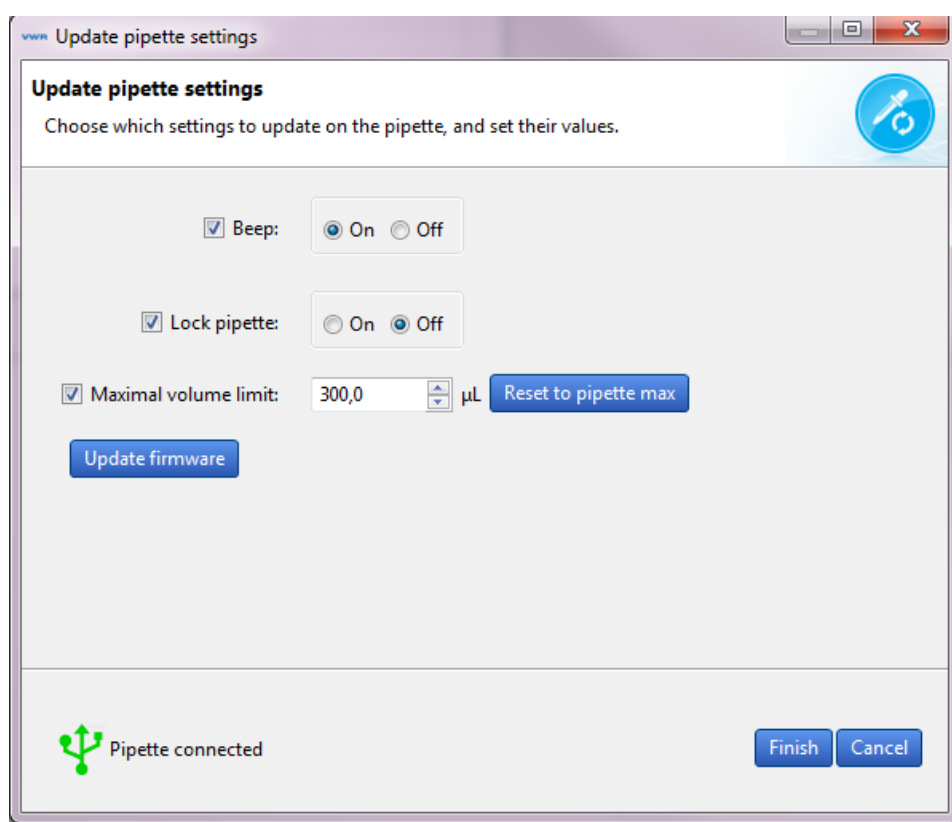 vwr Update pipette settings
Update pipette settings
Choose which settings to update on the pipette, and set their values.
Beep: On Off
Lock pipette: On Off
Maximal volume limit: 300,0 µL Reset to pipette max
Update firmware
Pipette connected Finish Cancel